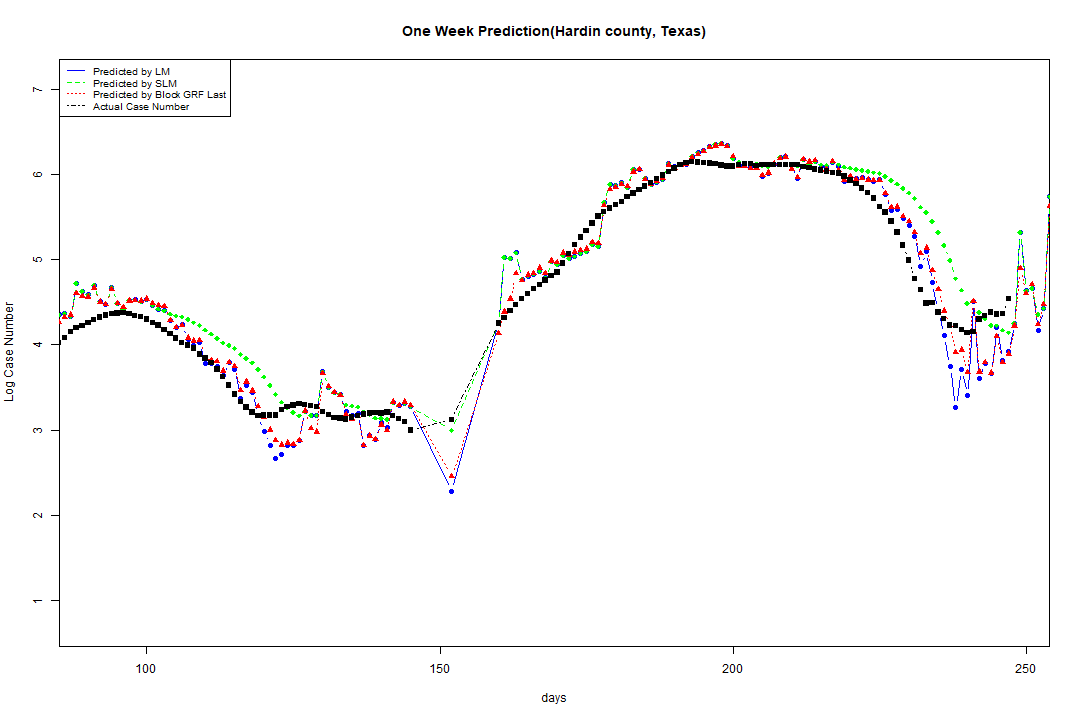 One Week Prediction(Hardin county, Texas)
Predicted by LM
Predicted by SLM
Predicted by Block GRF Last
Actual Case Number
7
6
5
4
3
2
1
Log Case Number
100 150 200 250
days